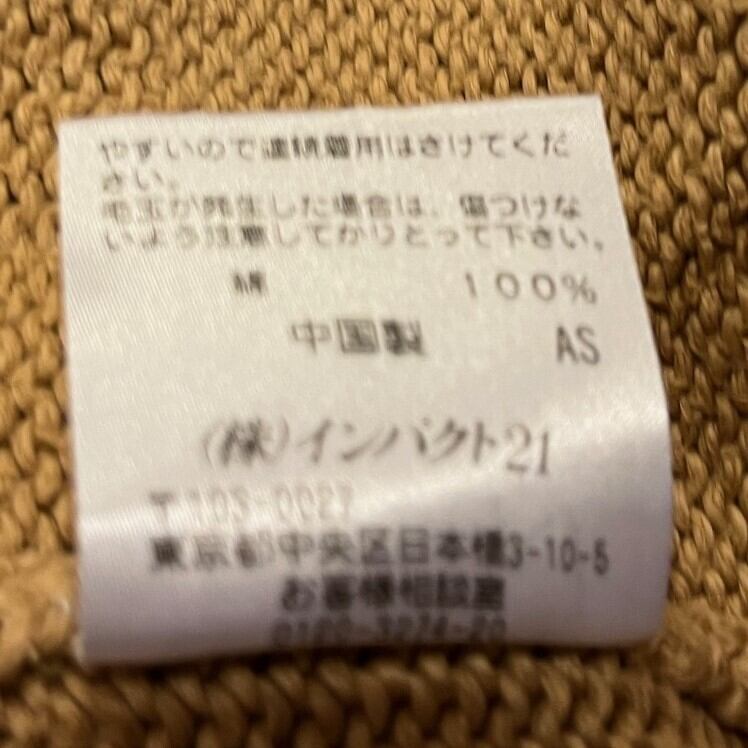 やすいので連続着用はさけてくだ
さい。
毛玉が発生した場合は、傷つけな
いよう注意してかりとって下さい。
綿 100%
中国製 AS
(株)インパクト21
〒103-0027
東京都中央区日本橋3-10-5
お客様相談室